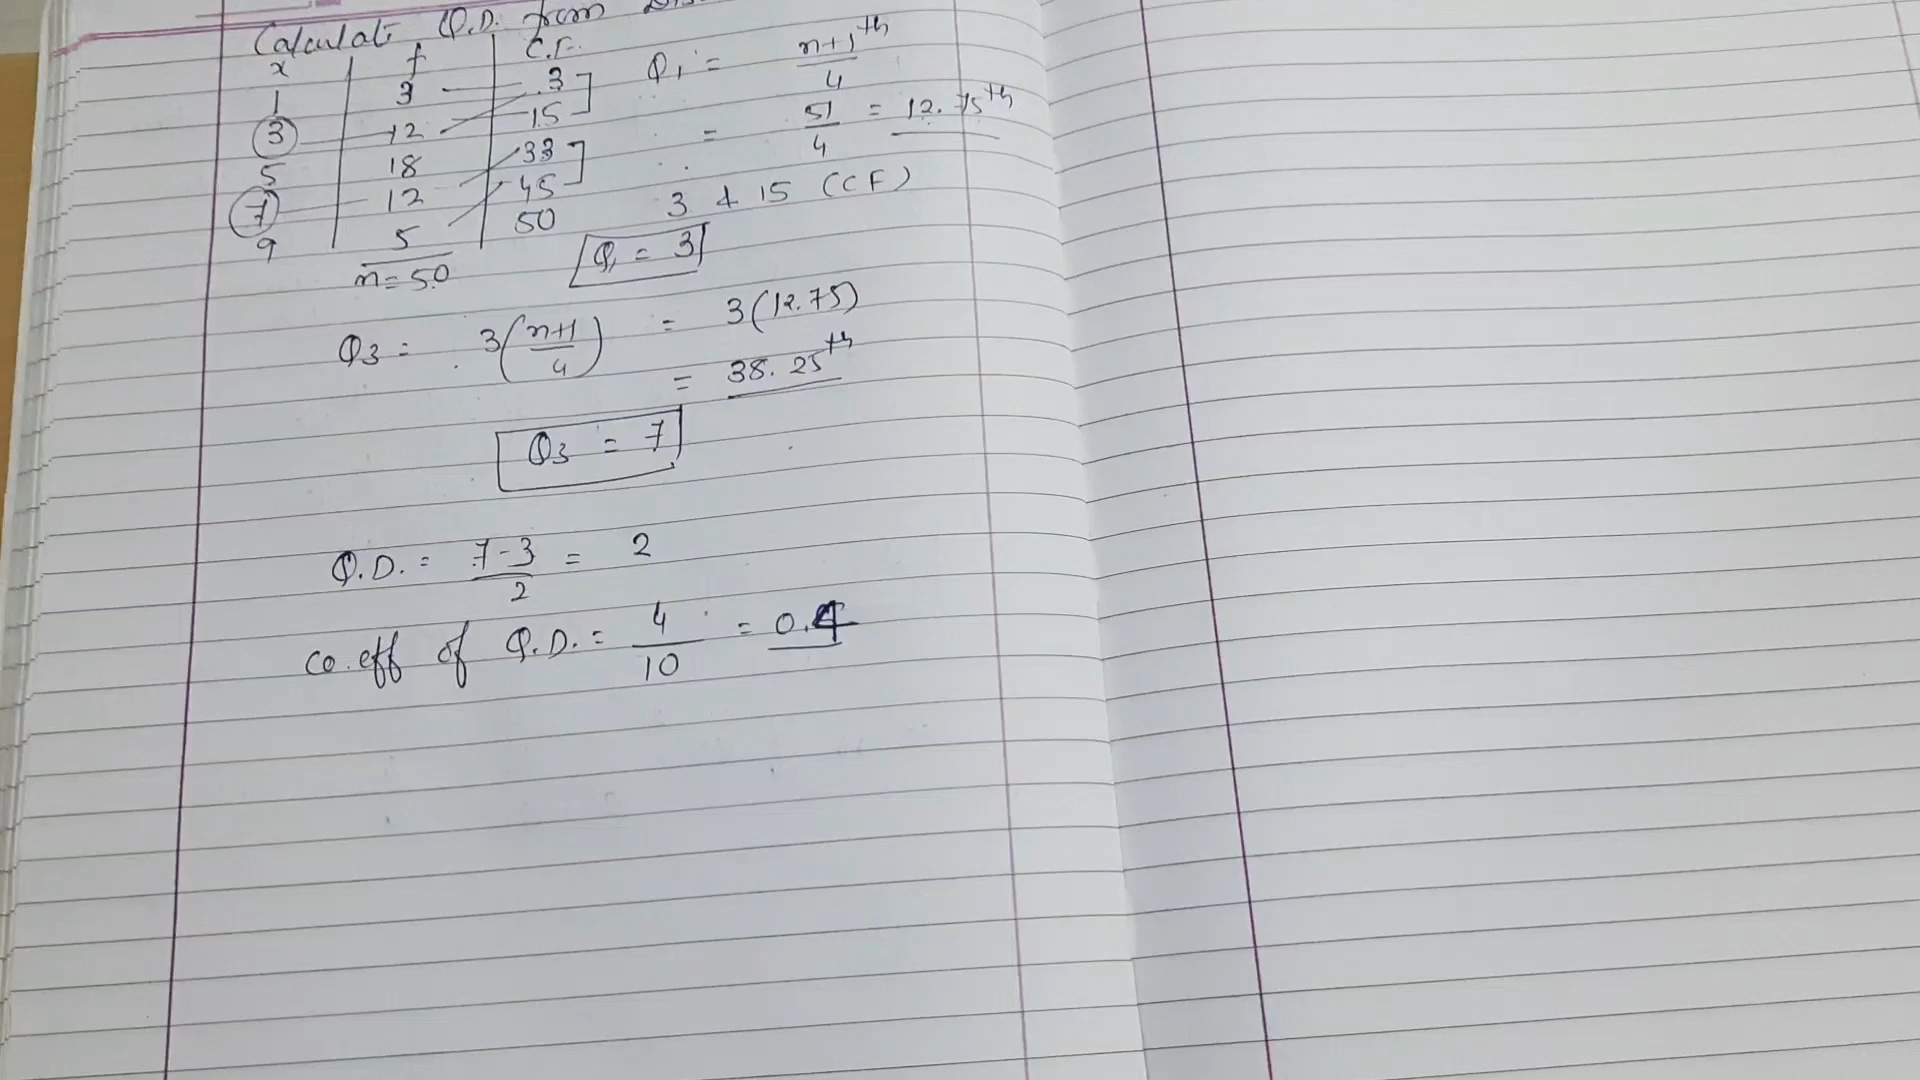 Calculate Q.D. from
x f C.F.
1 3 3
3 12 15
5 18 33
7 12 45
9 5 50
n=50
Q1 = n+1th / 4
= 51/4 = 12.75th
3 & 15 (CF)
Q1 = 3
Q3 = 3(n+1/4) = 3(12.75)
= 38.25th
Q3 = 7
Q.D. = 7-3/2 = 2
Co.eff of Q.D. = 4/10 = 0.4